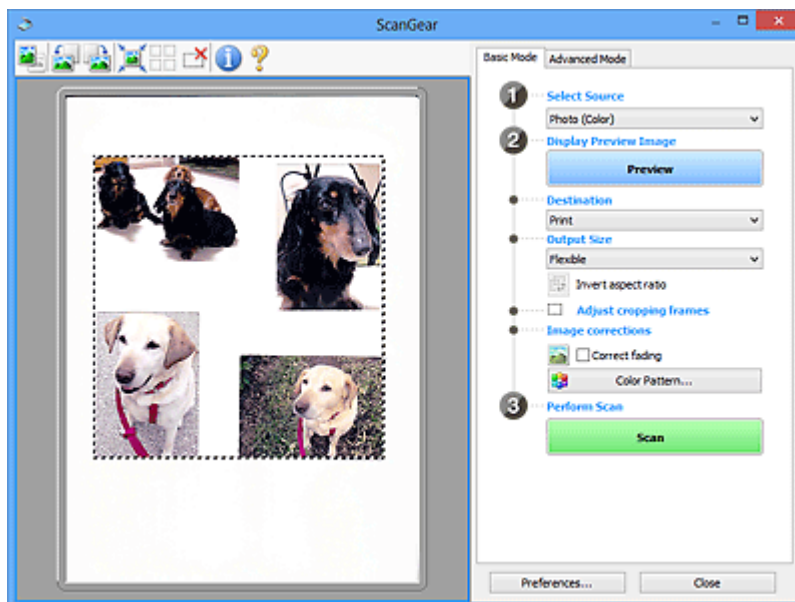 ScanGear
Basic Mode
Advanced Mode
1
Select Source
Photo (Color)
2
Display Preview Image
Preview
Destination
Print
Output Size
Flexible
Invert aspect ratio
Adjust cropping frames
Image corrections
Correct fading
Color Pattern...
3
Perform Scan
Scan
Preferences...
Close